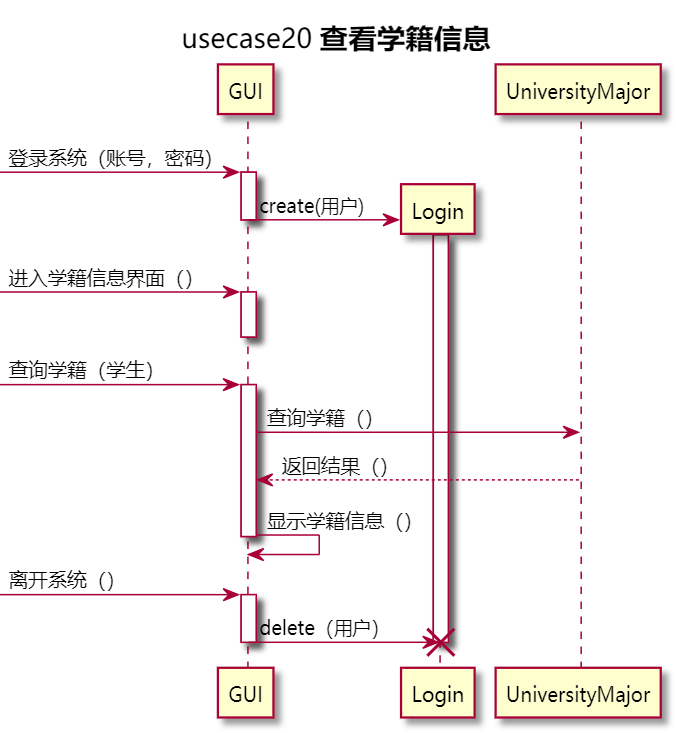 usecase20 查看学籍信息
GUI
UniversityMajor
登录系统（账号，密码）
create(用户)
Login
进入学籍信息界面（）
查询学籍（学生）
查询学籍（）
返回结果（）
显示学籍信息（）
离开系统（）
delete（用户）
GUI
Login
UniversityMajor